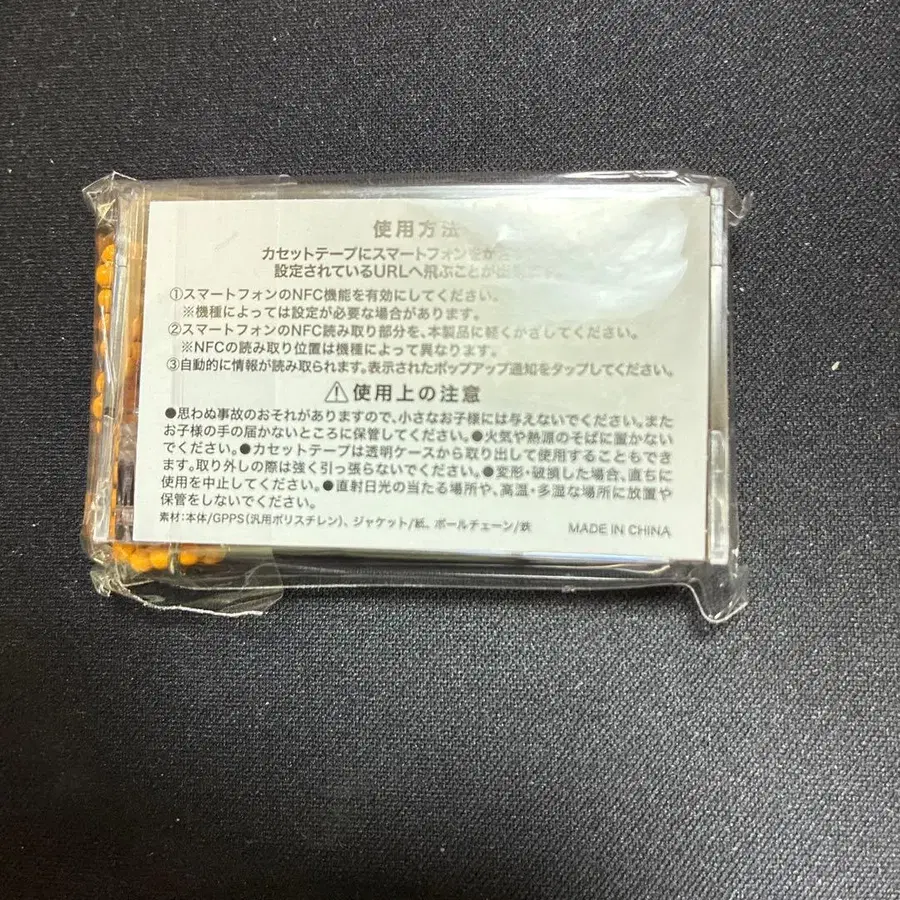 使用方法
カセットテープにスマートフォンをか
設定されているURLへ飛ぶことが出
①スマートフォンのNFC機能を有効にしてください。
※機種によっては設定が必要な場合があります。
②スマートフォンのNFC読み取り部分を、本製品に軽くかざしてください。
※NFCの読み取り位置は機種によって異なります。
③自動的に情報が読み取られます。表示されたポップアップ通知をタップしてください。
⚠使用上の注意
●思わぬ事故のおそれがありますので、小さなお子様には与えないでください。また
お子様の手の届かないところに保管してください。●火気や熱源のそばに置かない
でください。●カセットテープは透明ケースから取り出して使用することもでき
ます。取り外しの際は強く引っ張らないでください。●変形・破損した場合、直ちに
使用を中止してください。●直射日光の当たる場所や、高温・多湿な場所に放置や
保管をしないでください。
素材:本体/GPPS(汎用ポリスチレン)、ジャケット/紙、ボールチェーン/鉄 MADE IN CHINA